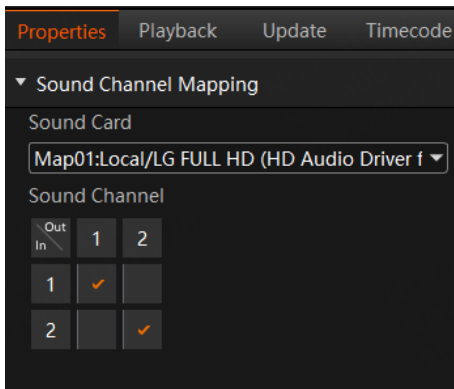 Properties Playback Update Timecode
Sound Channel Mapping
Sound Card
Map01:Local/LG FULL HD (HD Audio Driver f
Sound Channel
Out
In 1 2
1
2